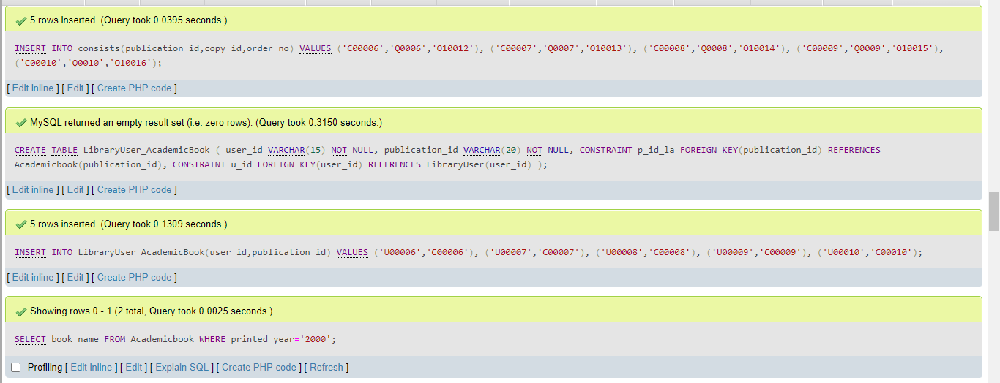 5 rows inserted. (Query took 0.0395 seconds.)
INSERT INTO consists(publication_id,copy_id,order_no) VALUES ('C00006','Q0006','O10012'), ('C00007','Q0007','O10013'), ('C00008','Q0008','O10014'), ('C00009','Q0009','O10015'),
('C00010','Q0010','O10016');
[ Edit inline ] [ Edit ] [ Create PHP code ]
MySQL returned an empty result set (i.e. zero rows). (Query took 0.3150 seconds.)
CREATE TABLE LibraryUser_AcademicBook ( user_id VARCHAR(15) NOT NULL, publication_id VARCHAR(20) NOT NULL, CONSTRAINT p_id_la FOREIGN KEY(publication_id) REFERENCES
Academicbook(publication_id), CONSTRAINT u_id FOREIGN KEY(user_id) REFERENCES LibraryUser(user_id) );
[ Edit inline ] [ Edit ] [ Create PHP code ]
5 rows inserted. (Query took 0.1309 seconds.)
INSERT INTO LibraryUser_AcademicBook(user_id,publication_id) VALUES ('U00006','C00006'), ('U00007','C00007'), ('U00008','C00008'), ('U00009','C00009'), ('U00010','C00010');
[ Edit inline ] [ Edit ] [ Create PHP code ]
Showing rows 0 - 1 (2 total, Query took 0.0025 seconds.)
SELECT book_name FROM Academicbook WHERE printed_year='2000';
Profiling [ Edit inline ] [ Edit ] [ Explain SQL ] [ Create PHP code ] [ Refresh ]